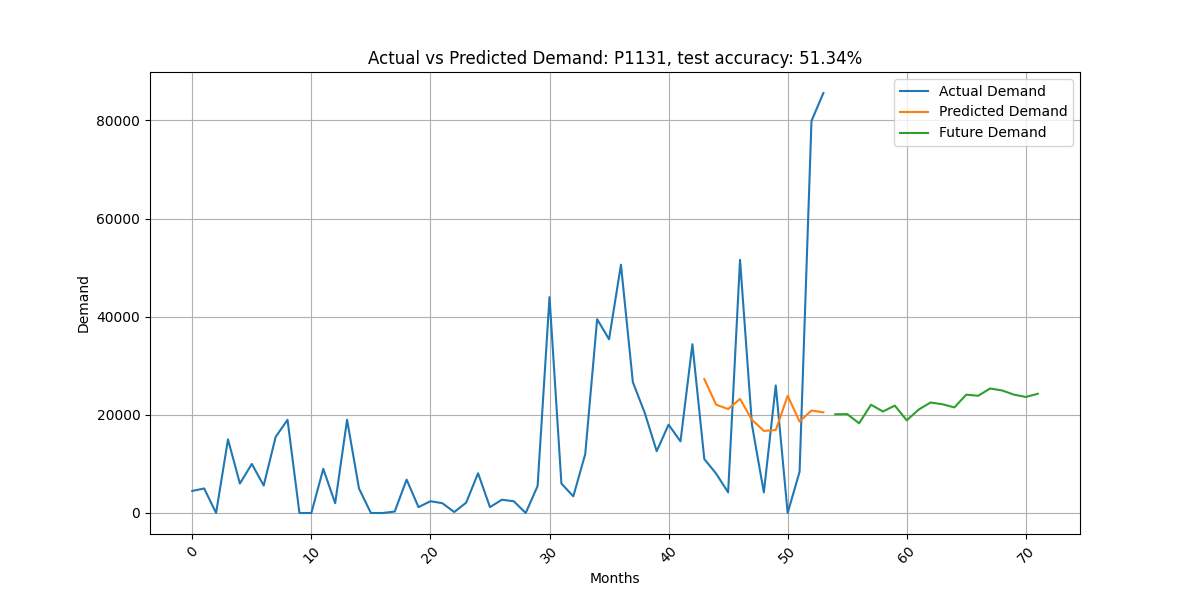 Actual vs Predicted Demand: P1131, test accuracy: 51.34%
Actual Demand
Predicted Demand
Future Demand
80000
60000
40000
20000
0
Demand
0
10
20
30
40
50
60
70
Months